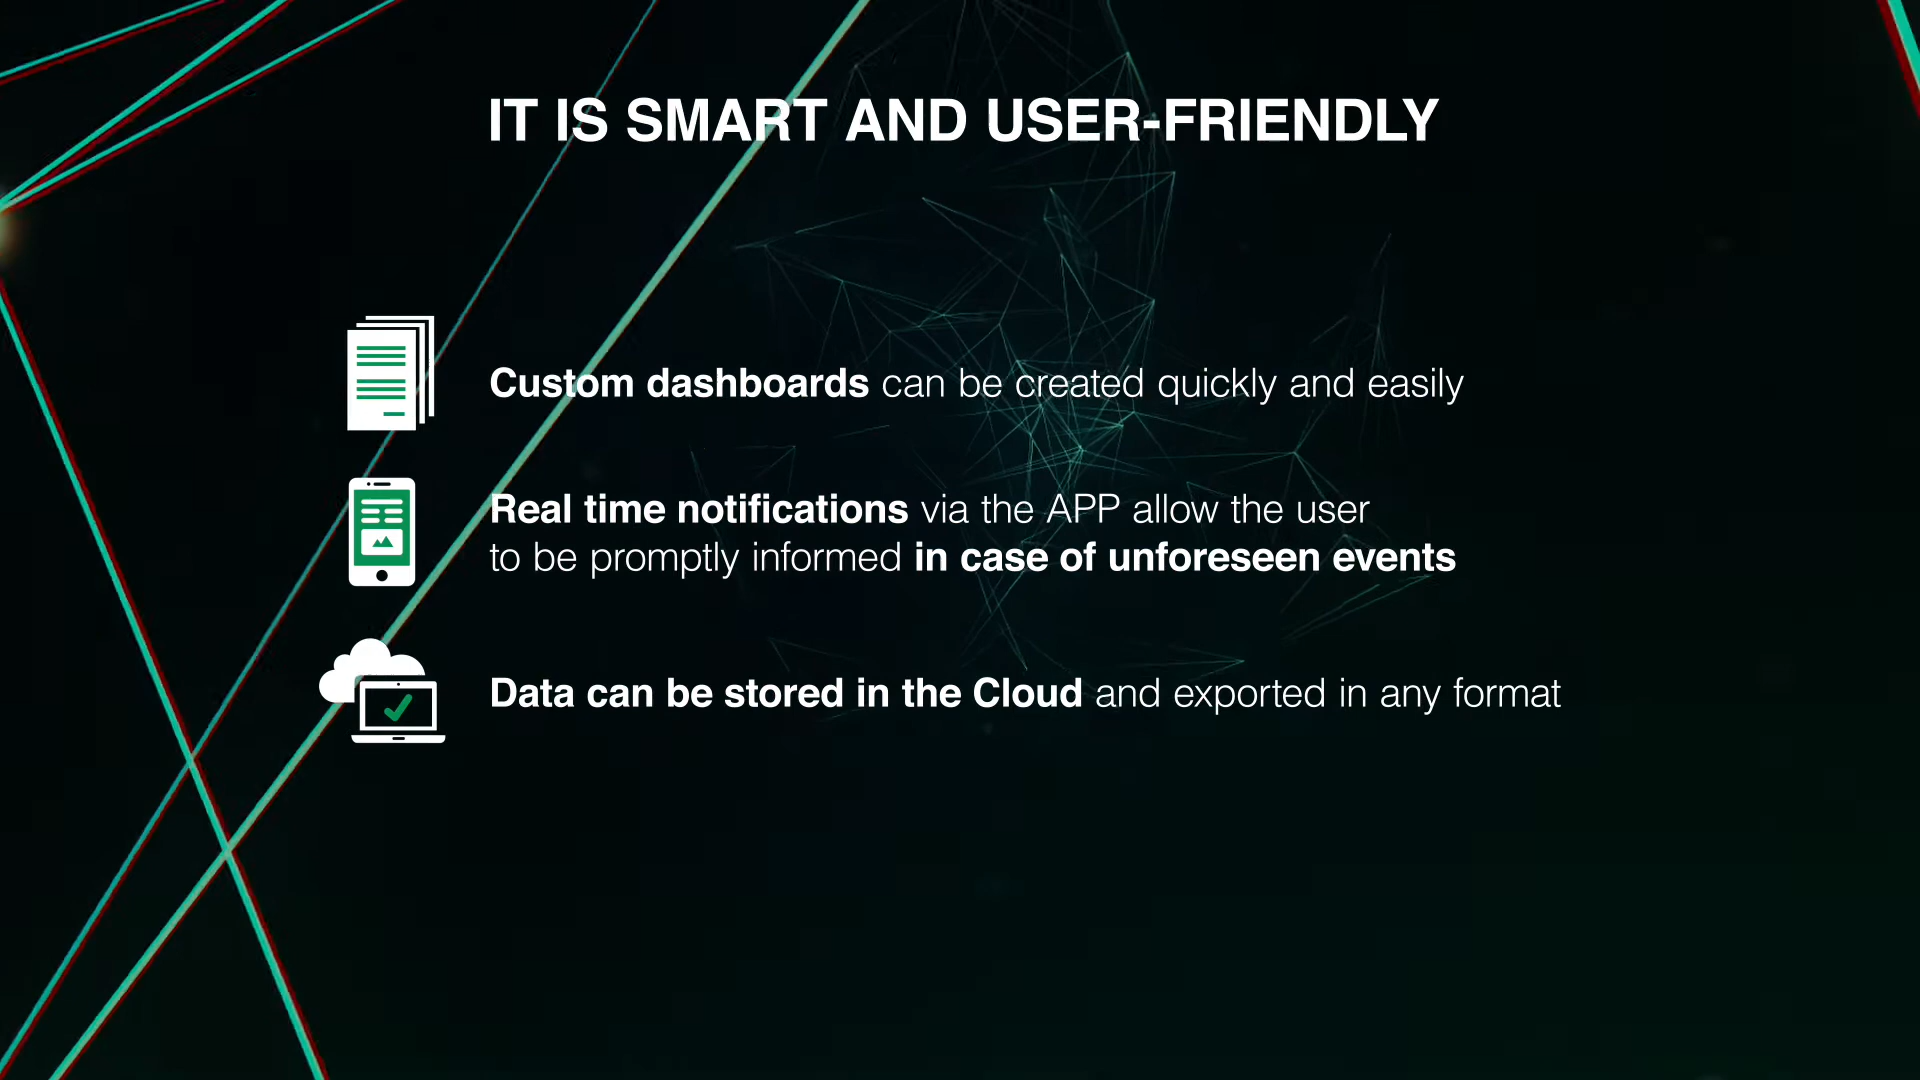 IT IS SMART AND USER-FRIENDLY
Custom dashboards can be created quickly and easily
Real time notifications via the APP allow the user
to be promptly informed in case of unforeseen events
Data can be stored in the Cloud and exported in any format